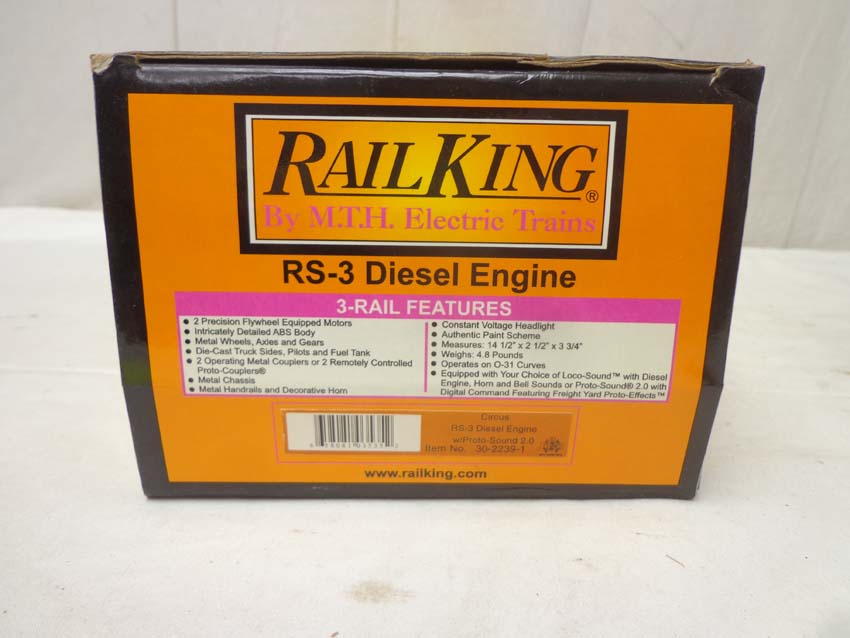 RAILKING®
By M.T.H. Electric Trains
RS-3 Diesel Engine
3-RAIL FEATURES
• 2 Precision Flywheel Equipped Motors
• Intricately Detailed ABS Body
• Metal Wheels, Axles and Gears
• Die-Cast Truck Sides, Pilots and Fuel Tank
• 2 Operating Metal Couplers or 2 Remotely Controlled
Proto-Couplers®
• Metal Chassis
• Metal Handrails and Decorative Horn
• Constant Voltage Headlight
• Authentic Paint Scheme
• Measures: 14 1/2" x 2 1/2" x 3 3/4"
• Weighs: 4.8 Pounds
• Operates on O-31 Curves
• Equipped with Your Choice of Loco-Sound™ with Diesel
Engine, Horn and Bell Sounds or Proto-Sound® 2.0 with
Digital Command Featuring Freight Yard Proto-Effects™
Circus
RS-3 Diesel Engine
w/Proto-Sound 2.0
Item No. 30-2239-1
www.railking.com